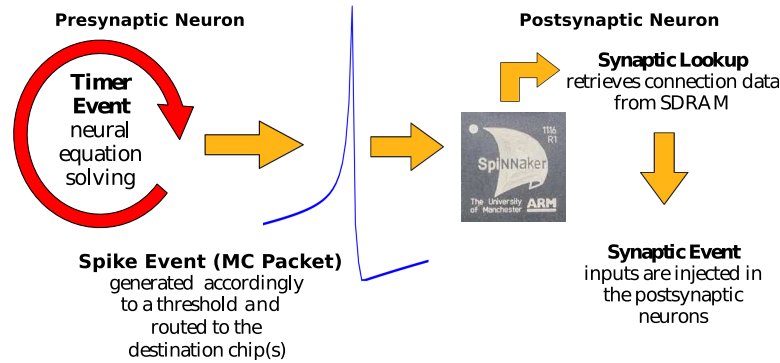 Presynaptic Neuron
Timer
Event
neural
equation
solving
Spike Event (MC Packet)
generated accordingly
to a threshold and
routed to the
destination chip(s)
Postsynaptic Neuron
1116
R1
SpiNNaker
The University
of Manchester ARM
Synaptic Lookup
retrieves connection data
from SDRAM
Synaptic Event
inputs are injected in
the postsynaptic
neurons